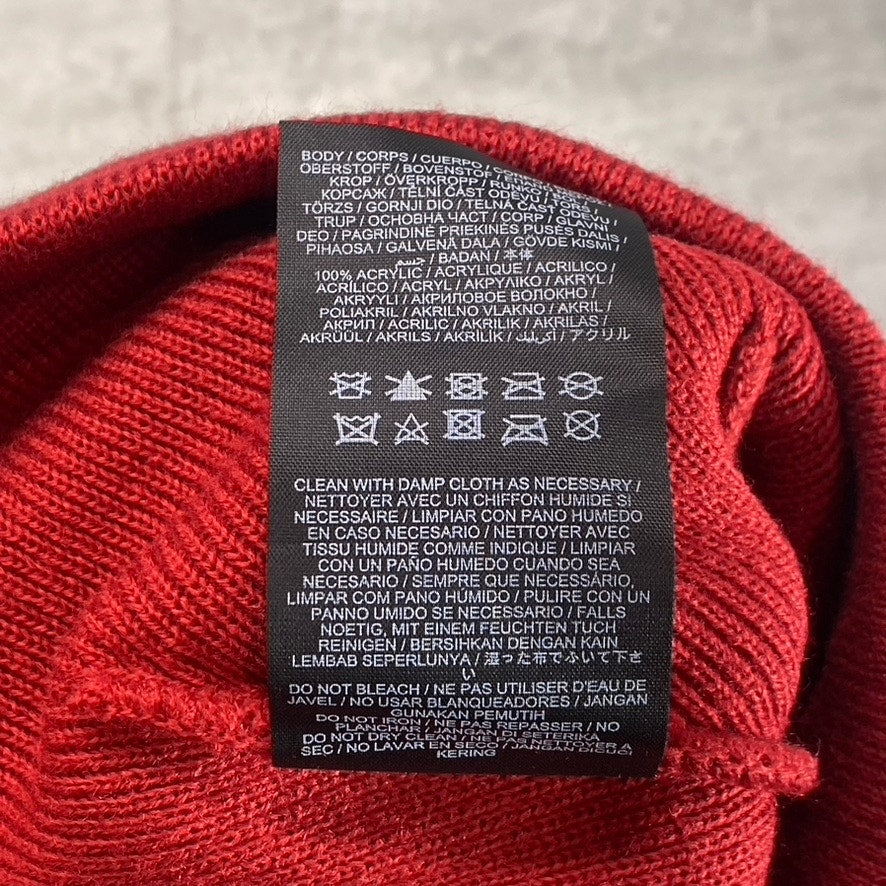 BODY / CORPS / CUERPO / C
OBERSTOFF / BOVENSTOF
KROP / ÖVERKROPP / RUNKO
КОРСАЖ / TĚLNÍ ČÁST ODĚVU /
TÖRZS / GORNJI DIO / TELNÁ ČASŤ ODEVU
TRUP / ОСНОВНА ЧАСТ / CORP / GLAVNI
DEO / PAGRINDINĖ PRIEKINĖS PUSĖS DALIS /
PIHAOSA / GALVENĀ DAĻA / GÖVDE KISMI
/ جسم / BADAN / 本体
100% ACRYLIC / ACRYLIQUE / ACRILICO /
ACRÍLICO / ACRYL / ΑΚΡΥΛΙΚΟ / AKRYL /
AKRYYLI / АКРИЛОВОЕ ВОЛОКНО /
POLIAKRIL / AKRILNO VLAKNO / AKRIL /
АКРИЛ / ACRILIC / AKRILIK / AKRILAS /
AKRÜÜL / AKRILS / AKRİLİK / أكريليك / アクリル
CLEAN WITH DAMP CLOTH AS NECESSARY /
NETTOYER AVEC UN CHIFFON HUMIDE SI
NECESSAIRE / LIMPIAR CON PANO HUMEDO
EN CASO NECESARIO / NETTOYER AVEC
TISSU HUMIDE COMME INDIQUE / LIMPIAR
CON UN PAÑO HUMEDO CUANDO SEA
NECESARIO / SEMPRE QUE NECESSÁRIO,
LIMPAR COM PANO HÚMIDO / PULIRE CON UN
PANNO UMIDO SE NECESSARIO / FALLS
NOETIG, MIT EINEM FEUCHTEN TUCH
REINIGEN / BERSIHKAN DENGAN KAIN
LEMBAB SEPERLUNYA / 湿った布でふいて下さ
い
DO NOT BLEACH / NE PAS UTILISER D'EAU DE
JAVEL / NO USAR BLANQUEADORES / JANGAN
GUNAKAN PEMUTIH
DO NOT IRON / NE PAS REPASSER / NO
PLANCHAR / JANGAN DI SETERIKA
DO NOT DRY CLEAN / NE PAS NETTOYER A
SEC / NO LAVAR EN SECO / JANGAN DICUCI
KERING